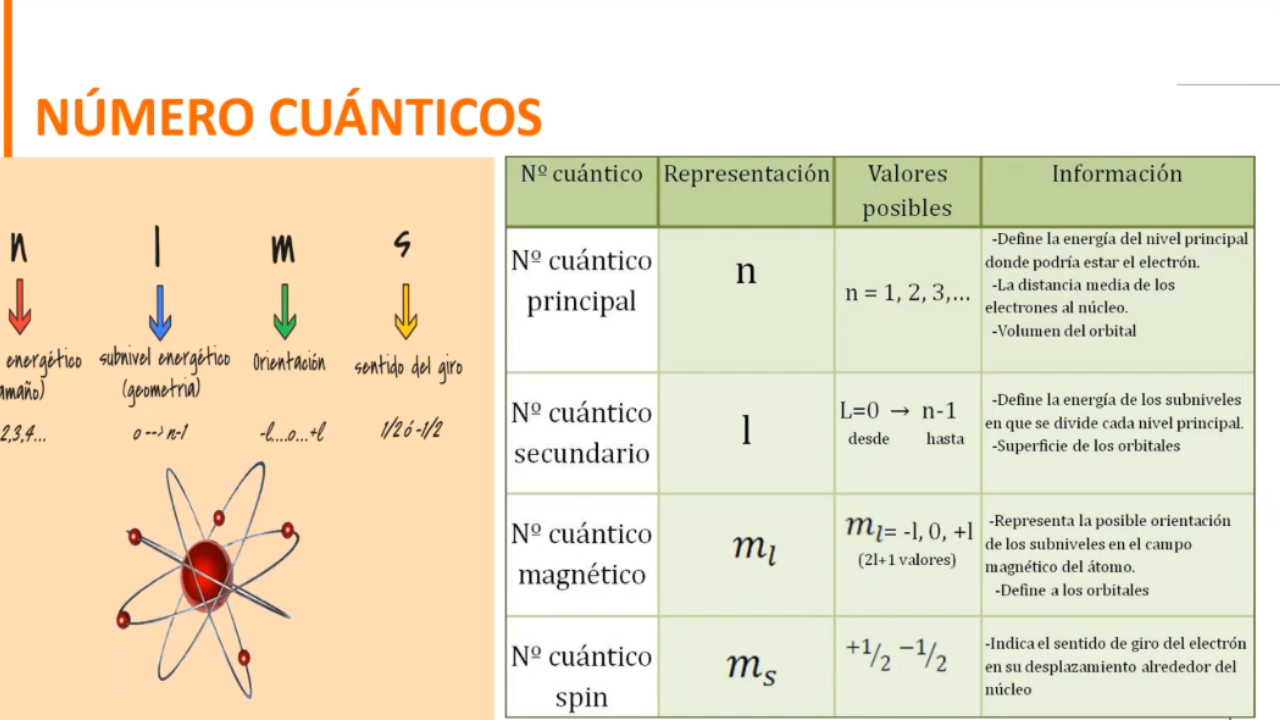 NÚMERO CUÁNTICOS
n l m s
energético
amaño)
2,3,4...
subnivel energético
(geometria)
0 --> n-1
Orientación
-l...0...+l
sentido del giro
1/2 ó -1/2
Nº cuántico Representación Valores posibles Información
Nº cuántico
principal
n
n = 1, 2, 3,...
-Define la energía del nivel principal
donde podría estar el electrón.
-La distancia media de los
electrones al núcleo.
-Volumen del orbital
Nº cuántico
secundario
l
L=0 → n-1
desde hasta
-Define la energía de los subniveles
en que se divide cada nivel principal.
-Superficie de los orbitales
Nº cuántico
magnético
mₗ
mₗ= -l, 0, +l
(2l+1 valores)
-Representa la posible orientación
de los subniveles en el campo
magnético del átomo.
-Define a los orbitales
Nº cuántico
spin
mₛ
+1/2 −1/2
-Indica el sentido de giro del electrón
en su desplazamiento alrededor del
núcleo